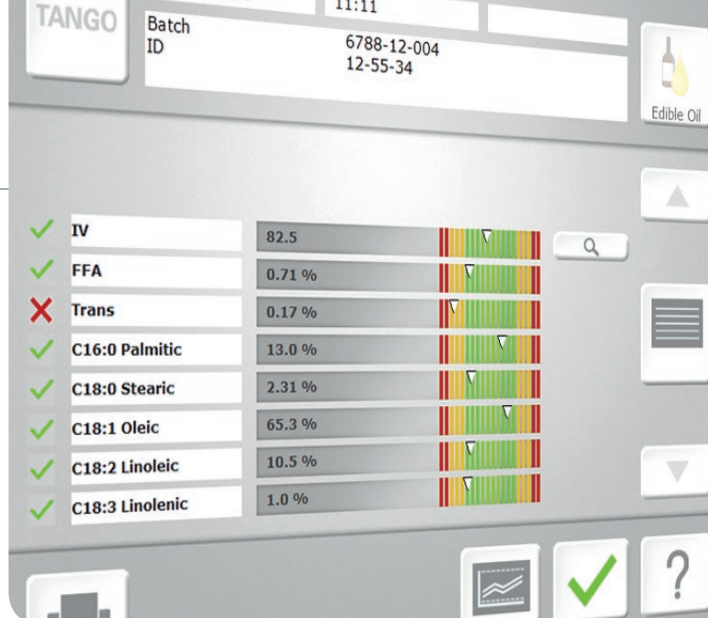 TANGO
11:11
Batch 6788-12-004
ID 12-55-34
Edible Oil
IV 82.5
FFA 0.71 %
Trans 0.17 %
C16:0 Palmitic 13.0 %
C18:0 Stearic 2.31 %
C18:1 Oleic 65.3 %
C18:2 Linoleic 10.5 %
C18:3 Linolenic 1.0 %
?